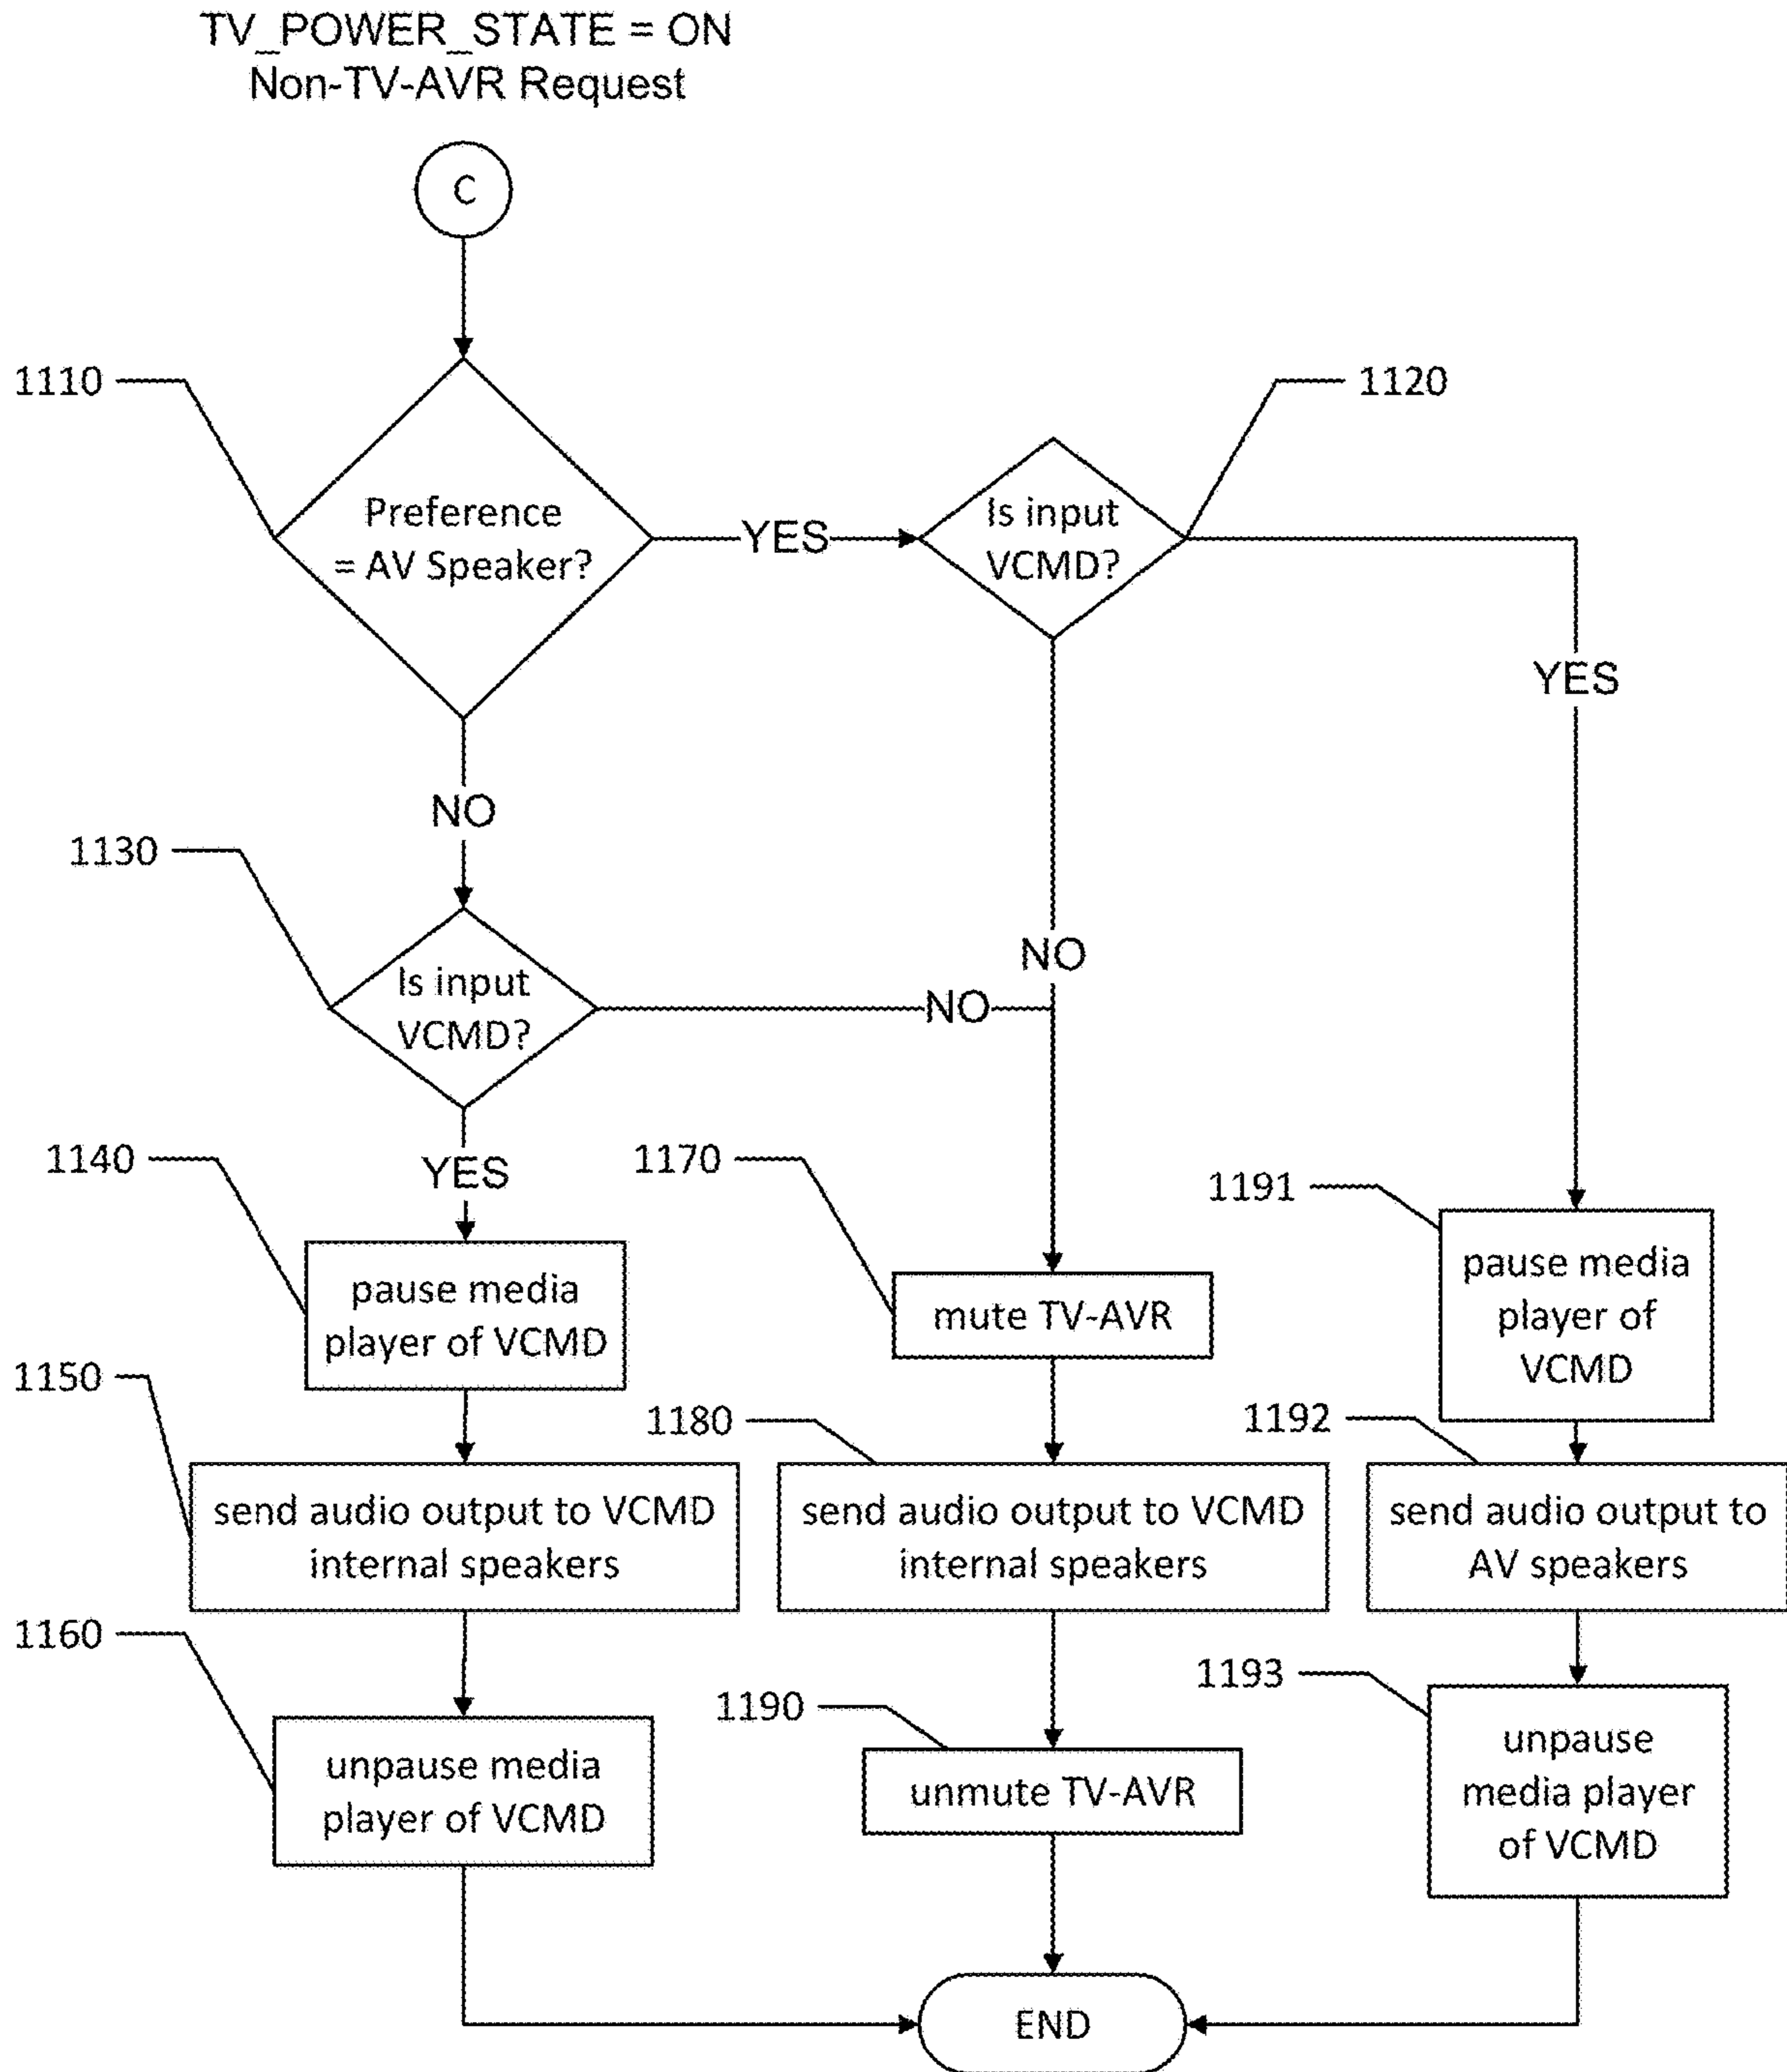 TV_POWER_STATE = ON
Non-TV-AVR Request
C
1110
1120
Preference
= AV Speaker?
YES
Is input
VCMD?
YES
NO
1130
NO
Is input
VCMD?
NO
1140
YES
1170
1191
pause media
player of VCMD
mute TV-AVR
pause media
player of
VCMD
1150
1180
1192
send audio output to VCMD
internal speakers
send audio output to VCMD
internal speakers
send audio output to
AV speakers
1160
1190
1193
unpause media
player of VCMD
unmute TV-AVR
unpause
media player
of VCMD
END